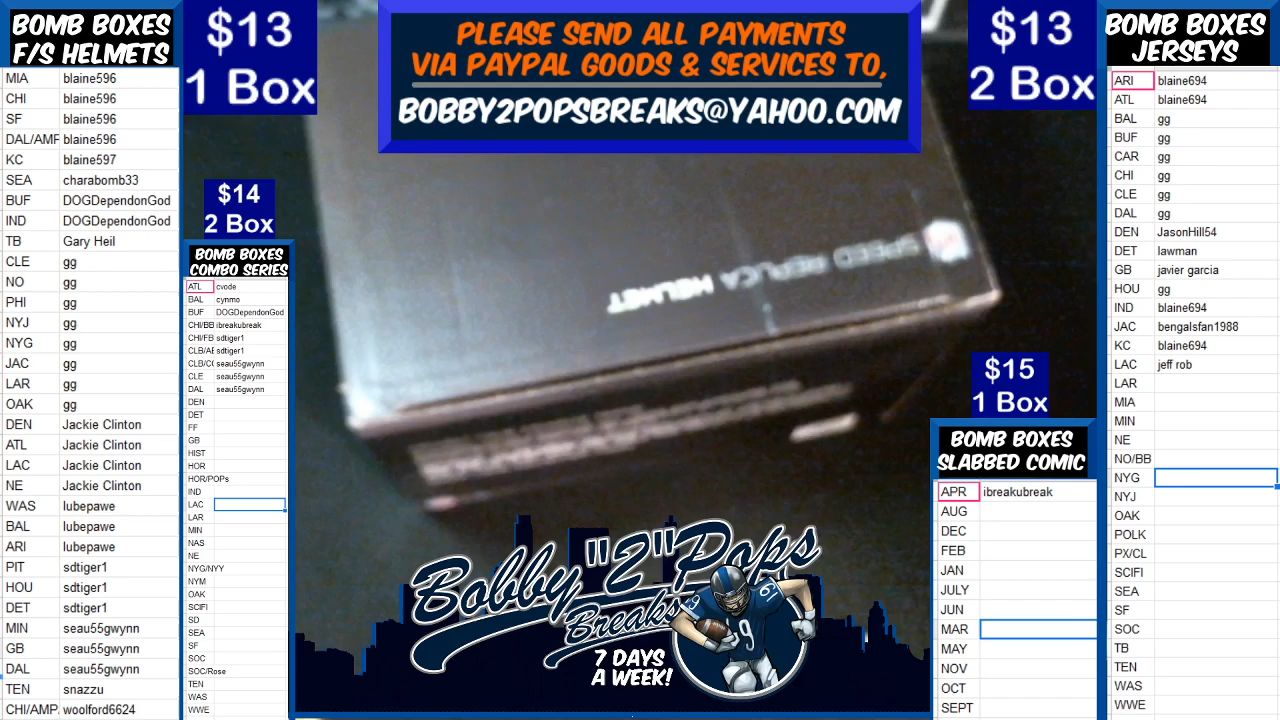 BOMB BOXES
F/S HELMETS
MIA blaine596
CHI blaine596
SF blaine596
DAL/AMP blaine596
KC blaine597
SEA charabomb33
BUF DOGDependonGod
IND DOGDependonGod
TB Gary Heil
CLE gg
NO gg
PHI gg
NYJ gg
NYG gg
JAC gg
LAR gg
OAK gg
DEN Jackie Clinton
ATL Jackie Clinton
LAC Jackie Clinton
NE Jackie Clinton
WAS lubepawe
BAL lubepawe
ARI lubepawe
PIT sdtiger1
HOU sdtiger1
DET sdtiger1
MIN seau55gwynn
GB seau55gwynn
DAL seau55gwynn
TEN snazzu
CHI/AMP woolford6624
$13
1 Box
$14
2 Box
BOMB BOXES
COMBO SERIES
ATL cvode
BAL cynmo
BUF DOGDependonGod
CHI/BB ibreakubreak
CHI/FB sdtiger1
CLB/AE sdtiger1
CLB/CI seau55gwynn
CLE seau55gwynn
DAL seau55gwynn
DEN
DET
FF
GB
HIST
HOR
HOR/POPs
IND
LAC
LAR
MIN
NAS
NE
NYG/NYY
NYM
OAK
SCIFI
SD
SEA
SF
SOC
SOC/Rose
TEN
WAS
WWE
PLEASE SEND ALL PAYMENTS
VIA PAYPAL GOODS & SERVICES TO,
BOBBY2POPSBREAKS@YAHOO.COM
SPEED REPLICA HELMET
Bobby "2" Pops
Breaks
7 DAYS
A WEEK!
9
$13
2 Box
$15
1 Box
BOMB BOXES
SLABBED COMIC
APR ibreakubreak
AUG
DEC
FEB
JAN
JULY
JUN
MAR
MAY
NOV
OCT
SEPT
BOMB BOXES
JERSEYS
ARI blaine694
ATL blaine694
BAL gg
BUF gg
CAR gg
CHI gg
CLE gg
DAL gg
DEN JasonHill54
DET lawman
GB javier garcia
HOU gg
IND blaine694
JAC bengalsfan1988
KC blaine694
LAC jeff rob
LAR
MIA
MIN
NE
NO/BB
NYG
NYJ
OAK
POLK
PX/CL
SCIFI
SEA
SF
SOC
TB
TEN
WAS
WWE